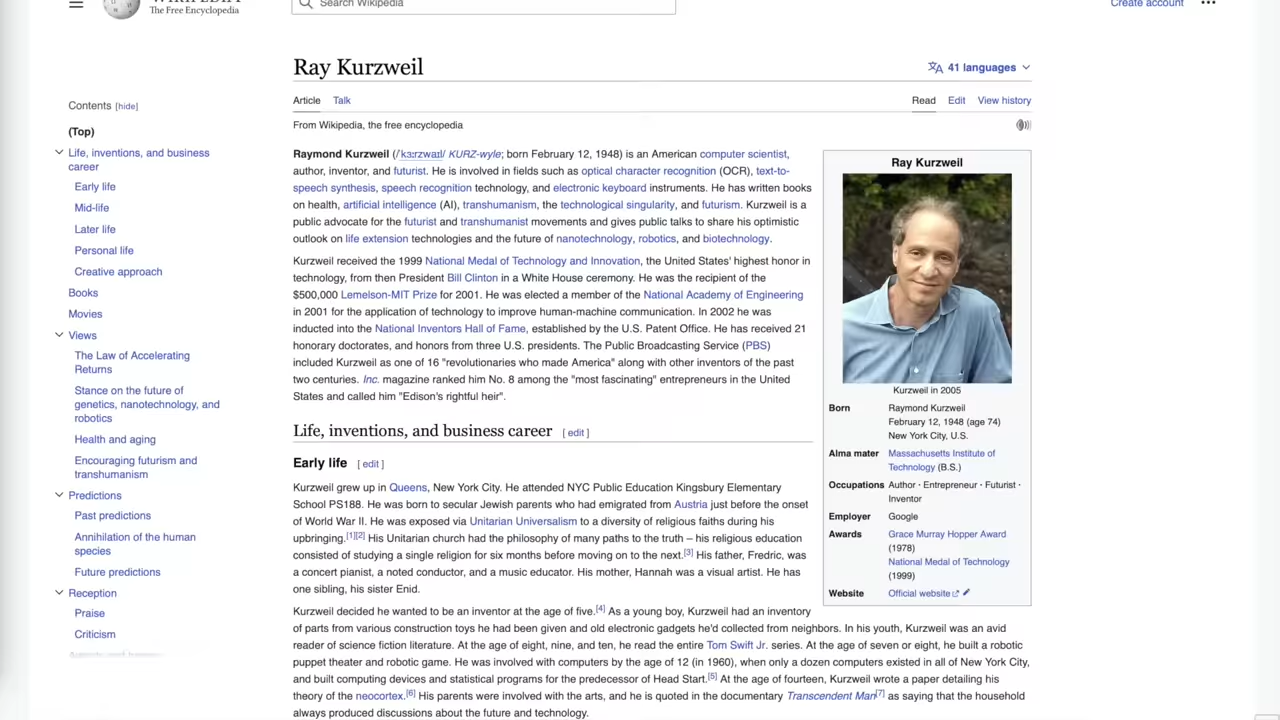 WIKIPEDIA
The Free Encyclopedia
Search Wikipedia
Create account
Ray Kurzweil
41 languages
Article Talk
Read Edit View history
From Wikipedia, the free encyclopedia
Contents [hide]
(Top)
Life, inventions, and business
career
Early life
Mid-life
Later life
Personal life
Creative approach
Books
Movies
Views
The Law of Accelerating
Returns
Stance on the future of
genetics, nanotechnology, and
robotics
Health and aging
Encouraging futurism and
transhumanism
Predictions
Past predictions
Annihilation of the human
species
Future predictions
Reception
Praise
Criticism
Raymond Kurzweil (/ˈkɜːrzwaɪl/ KURZ-wyle; born February 12, 1948) is an American computer scientist,
author, inventor, and futurist. He is involved in fields such as optical character recognition (OCR), text-to-
speech synthesis, speech recognition technology, and electronic keyboard instruments. He has written books
on health, artificial intelligence (AI), transhumanism, the technological singularity, and futurism. Kurzweil is a
public advocate for the futurist and transhumanist movements and gives public talks to share his optimistic
outlook on life extension technologies and the future of nanotechnology, robotics, and biotechnology.
Kurzweil received the 1999 National Medal of Technology and Innovation, the United States' highest honor in
technology, from then President Bill Clinton in a White House ceremony. He was the recipient of the
$500,000 Lemelson-MIT Prize for 2001. He was elected a member of the National Academy of Engineering
in 2001 for the application of technology to improve human-machine communication. In 2002 he was
inducted into the National Inventors Hall of Fame, established by the U.S. Patent Office. He has received 21
honorary doctorates, and honors from three U.S. presidents. The Public Broadcasting Service (PBS)
included Kurzweil as one of 16 "revolutionaries who made America" along with other inventors of the past
two centuries. Inc. magazine ranked him No. 8 among the "most fascinating" entrepreneurs in the United
States and called him "Edison's rightful heir".
Life, inventions, and business career [ edit ]
Early life [ edit ]
Kurzweil grew up in Queens, New York City. He attended NYC Public Education Kingsbury Elementary
School PS188. He was born to secular Jewish parents who had emigrated from Austria just before the onset
of World War II. He was exposed via Unitarian Universalism to a diversity of religious faiths during his
upbringing.[1][2] His Unitarian church had the philosophy of many paths to the truth – his religious education
consisted of studying a single religion for six months before moving on to the next.[3] His father, Fredric, was
a concert pianist, a noted conductor, and a music educator. His mother, Hannah was a visual artist. He has
one sibling, his sister Enid.
Kurzweil decided he wanted to be an inventor at the age of five.[4] As a young boy, Kurzweil had an inventory
of parts from various construction toys he had been given and old electronic gadgets he'd collected from neighbors. In his youth, Kurzweil was an avid
reader of science fiction literature. At the age of eight, nine, and ten, he read the entire Tom Swift Jr. series. At the age of seven or eight, he built a robotic
puppet theater and robotic game. He was involved with computers by the age of 12 (in 1960), when only a dozen computers existed in all of New York City,
and built computing devices and statistical programs for the predecessor of Head Start.[5] At the age of fourteen, Kurzweil wrote a paper detailing his
theory of the neocortex.[6] His parents were involved with the arts, and he is quoted in the documentary Transcendent Man[7] as saying that the household
always produced discussions about the future and technology.
Ray Kurzweil
Kurzweil in 2005
Born Raymond Kurzweil
February 12, 1948 (age 74)
New York City, U.S.
Alma mater Massachusetts Institute of
Technology (B.S.)
Occupations Author · Entrepreneur · Futurist ·
Inventor
Employer Google
Awards Grace Murray Hopper Award
(1978)
National Medal of Technology
(1999)
Website Official website